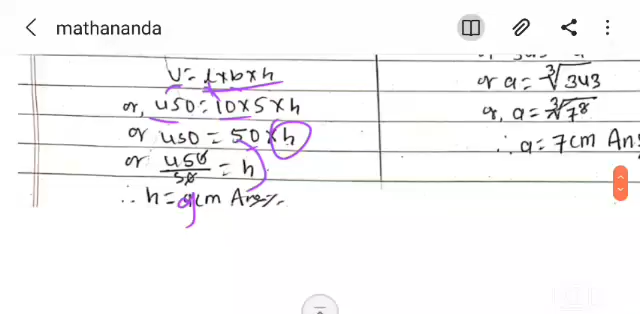 mathananda
V = l × b × h
or, 450 = 10 × 5 × h
or 450 = 50 × h
or 450/50 = h
∴ h = 9cm Ans
or a = ∛343
or, a = ∛7³
∴ a = 7cm Ans